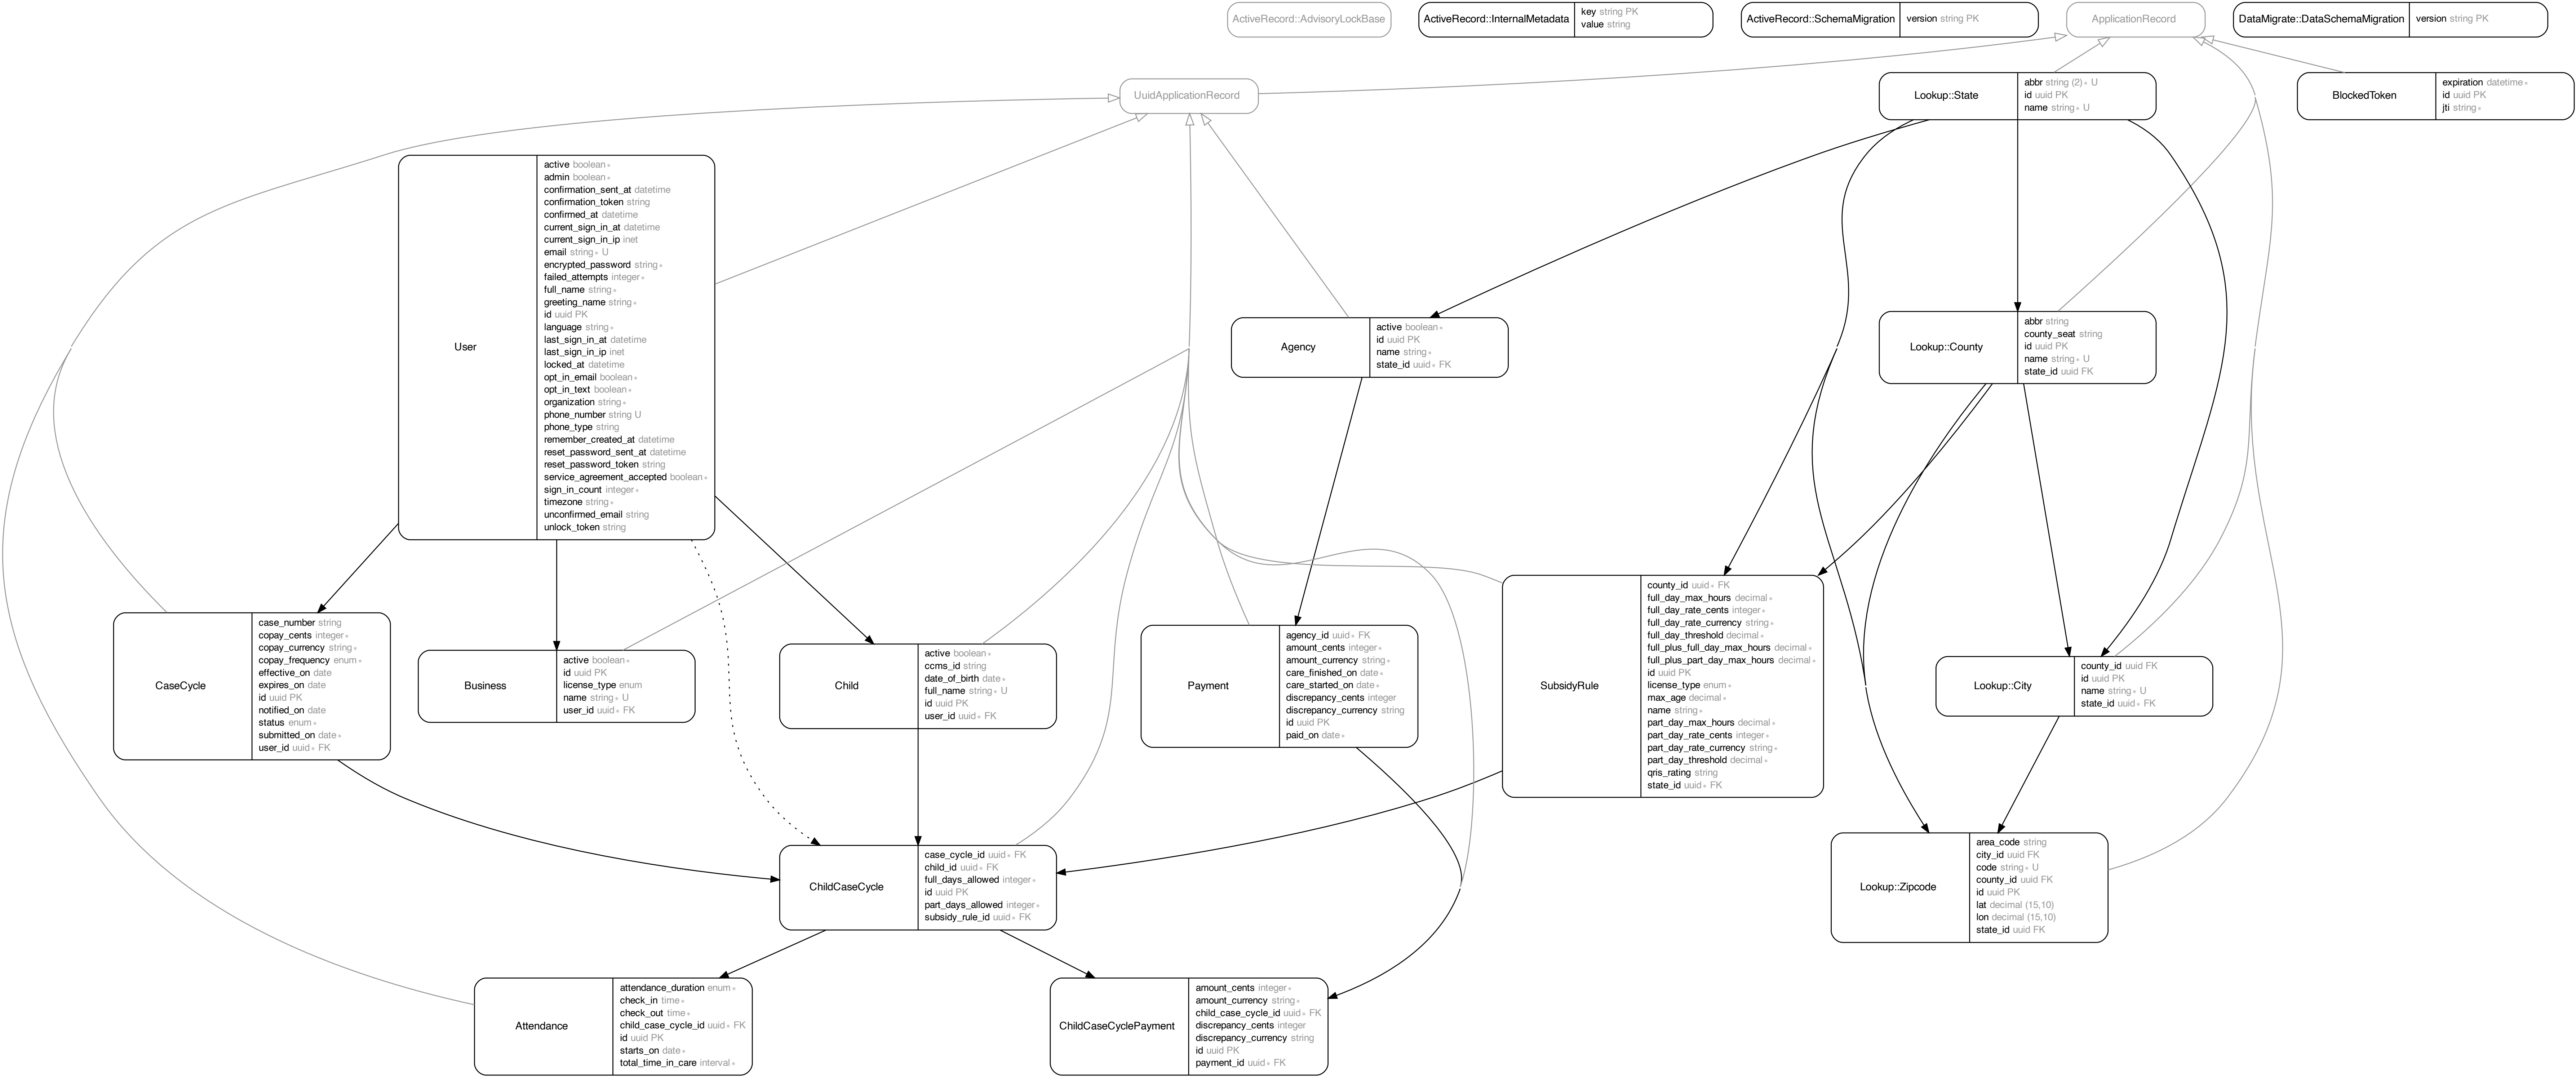 ActiveRecord::AdvisoryLockBase
ActiveRecord::InternalMetadata
key string PK
value string
ActiveRecord::SchemaMigration
version string PK
ApplicationRecord
DataMigrate::DataSchemaMigration
version string PK
UuidApplicationRecord
Lookup::State
abbr string (2)∗ U
id uuid PK
name string∗ U
BlockedToken
expiration datetime∗
id uuid PK
jti string∗
User
active boolean∗
admin boolean∗
confirmation_sent_at datetime
confirmation_token string
confirmed_at datetime
current_sign_in_at datetime
current_sign_in_ip inet
email string∗ U
encrypted_password string∗
failed_attempts integer∗
full_name string∗
greeting_name string∗
id uuid PK
language string∗
last_sign_in_at datetime
last_sign_in_ip inet
locked_at datetime
opt_in_email boolean∗
opt_in_text boolean∗
organization string∗
phone_number string U
phone_type string
remember_created_at datetime
reset_password_sent_at datetime
reset_password_token string
service_agreement_accepted boolean∗
sign_in_count integer∗
timezone string∗
unconfirmed_email string
unlock_token string
Agency
active boolean∗
id uuid PK
name string∗
state_id uuid∗ FK
Lookup::County
abbr string
county_seat string
id uuid PK
name string∗ U
state_id uuid FK
CaseCycle
case_number string
copay_cents integer∗
copay_currency string∗
copay_frequency enum∗
effective_on date
expires_on date
id uuid PK
notified_on date
status enum∗
submitted_on date∗
user_id uuid∗ FK
Business
active boolean∗
id uuid PK
license_type enum
name string∗ U
user_id uuid∗ FK
Child
active boolean∗
ccms_id string
date_of_birth date∗
full_name string∗ U
id uuid PK
user_id uuid∗ FK
Payment
agency_id uuid∗ FK
amount_cents integer∗
amount_currency string∗
care_finished_on date∗
care_started_on date∗
discrepancy_cents integer
discrepancy_currency string
id uuid PK
paid_on date∗
SubsidyRule
county_id uuid∗ FK
full_day_max_hours decimal∗
full_day_rate_cents integer∗
full_day_rate_currency string∗
full_day_threshold decimal∗
full_plus_full_day_max_hours decimal∗
full_plus_part_day_max_hours decimal∗
id uuid PK
license_type enum∗
max_age decimal∗
name string∗
part_day_max_hours decimal∗
part_day_rate_cents integer∗
part_day_rate_currency string∗
part_day_threshold decimal∗
qris_rating string
state_id uuid∗ FK
Lookup::City
county_id uuid FK
id uuid PK
name string∗ U
state_id uuid∗ FK
ChildCaseCycle
case_cycle_id uuid∗ FK
child_id uuid∗ FK
full_days_allowed integer∗
id uuid PK
part_days_allowed integer∗
subsidy_rule_id uuid∗ FK
Lookup::Zipcode
area_code string
city_id uuid FK
code string∗ U
county_id uuid FK
id uuid PK
lat decimal (15,10)
lon decimal (15,10)
state_id uuid FK
Attendance
attendance_duration enum∗
check_in time∗
check_out time∗
child_case_cycle_id uuid∗ FK
id uuid PK
starts_on date∗
total_time_in_care interval∗
ChildCaseCyclePayment
amount_cents integer∗
amount_currency string∗
child_case_cycle_id uuid∗ FK
discrepancy_cents integer
discrepancy_currency string
id uuid PK
payment_id uuid∗ FK